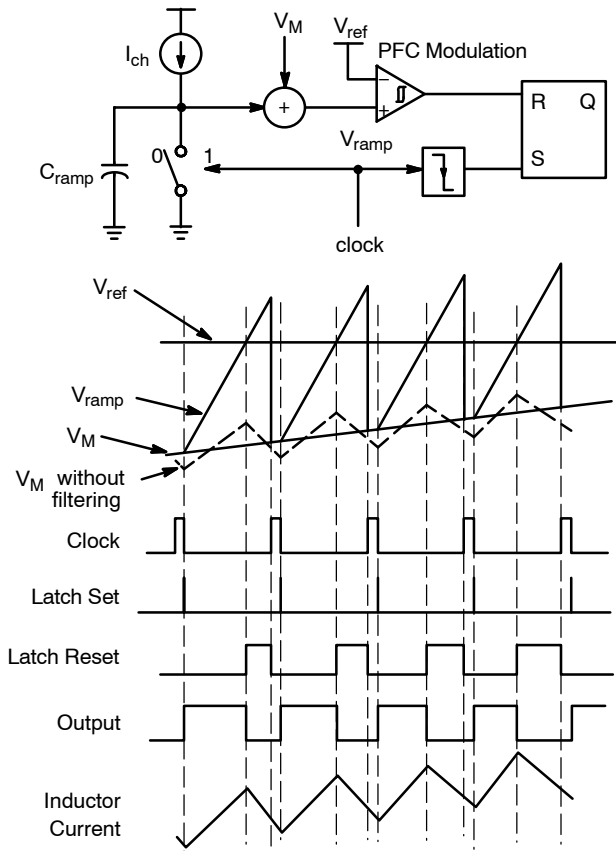 V_M
V_ref
PFC Modulation
I_ch
+
−
+
R Q
S
V_ramp
0 1
C_ramp
clock
V_ref
V_ramp
V_M
V_M without
filtering
Clock
Latch Set
Latch Reset
Output
Inductor
Current